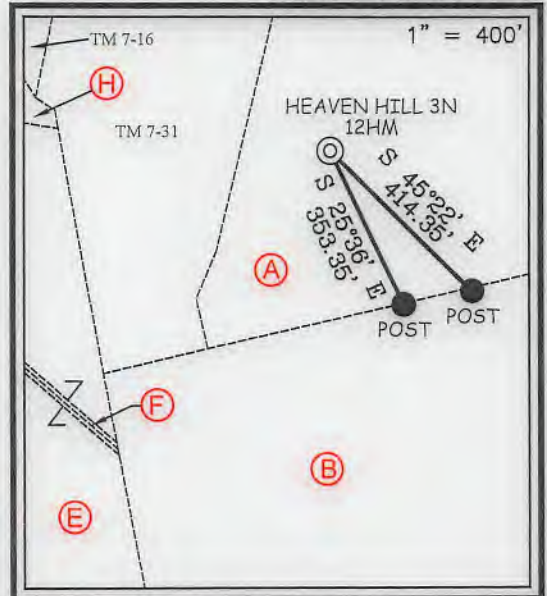 TM 7-16
1" = 400'
H
HEAVEN HILL 3N
12HM
TM 7-31
S 45°22' E
414.35'
S 25°36' E
353.35'
A
POST
POST
F
B
E